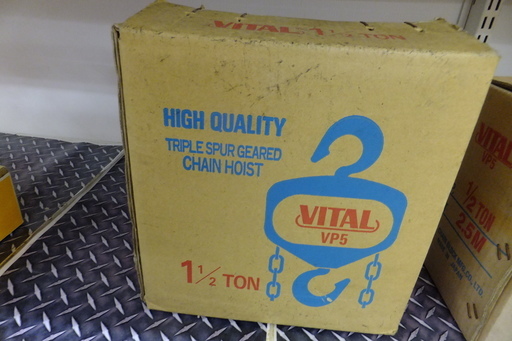 HIGH QUALITY
TRIPLE SPUR GEARED
CHAIN HOIST
VITAL
VP5
1 1/2 TON
VITAL
VP5
1/2 TON
2.5M